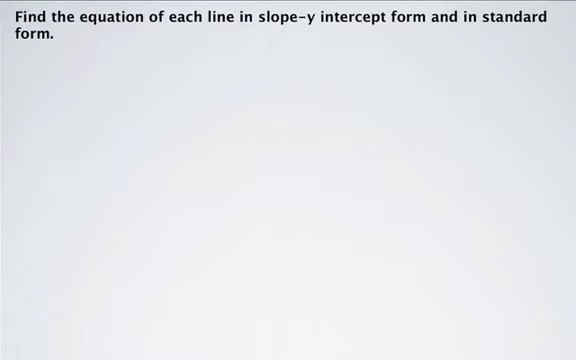 Find the equation of each line in slope-y intercept form and in standard
form.